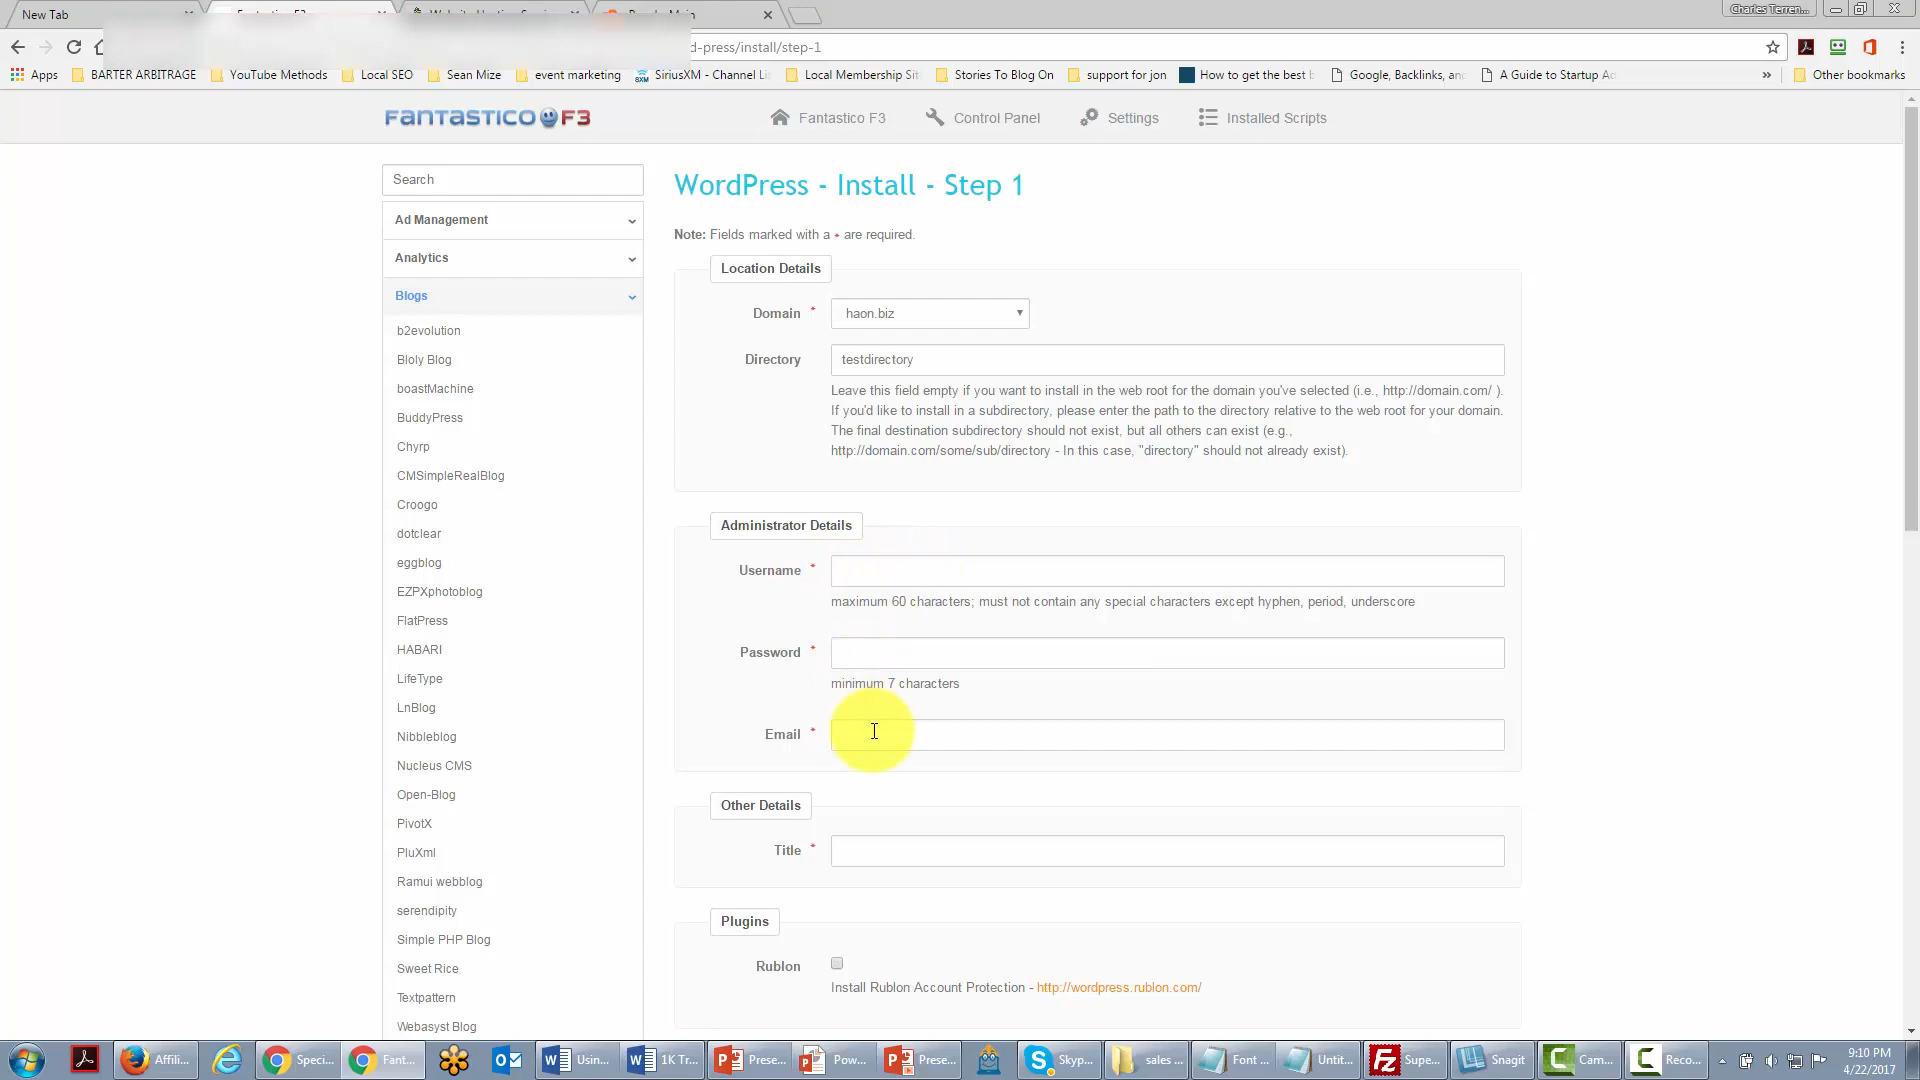 New Tab
Charles Terren...
d-press/install/step-1
Apps
BARTER ARBITRAGE
YouTube Methods
Local SEO
Sean Mize
event marketing
SiriusXM - Channel Li
Local Membership Sit
Stories To Blog On
support for jon
How to get the best b
Google, Backlinks, an
A Guide to Startup Ad
»
Other bookmarks
FANTASTICO F3
Fantastico F3
Control Panel
Settings
Installed Scripts
Search
Ad Management
Analytics
Blogs
b2evolution
Bloly Blog
boastMachine
BuddyPress
Chyrp
CMSimpleRealBlog
Croogo
dotclear
eggblog
EZPXphotoblog
FlatPress
HABARI
LifeType
LnBlog
Nibbleblog
Nucleus CMS
Open-Blog
PivotX
PluXml
Ramui webblog
serendipity
Simple PHP Blog
Sweet Rice
Textpattern
Webasyst Blog
WordPress - Install - Step 1
Note: Fields marked with a * are required.
Location Details
Domain * haon.biz
Directory testdirectory
Leave this field empty if you want to install in the web root for the domain you've selected (i.e., http://domain.com/ ).
If you'd like to install in a subdirectory, please enter the path to the directory relative to the web root for your domain.
The final destination subdirectory should not exist, but all others can exist (e.g.,
http://domain.com/some/sub/directory - In this case, "directory" should not already exist).
Administrator Details
Username *
maximum 60 characters; must not contain any special characters except hyphen, period, underscore
Password *
minimum 7 characters
Email *
Other Details
Title *
Plugins
Rublon
Install Rublon Account Protection - http://wordpress.rublon.com/
Affili...
Speci...
Fant...
Usin...
1K Tr...
Prese...
Pow...
Prese...
Skyp...
sales ...
Font ...
Untit...
Supe...
Snagit
Cam...
Reco...
9:10 PM
4/22/2017